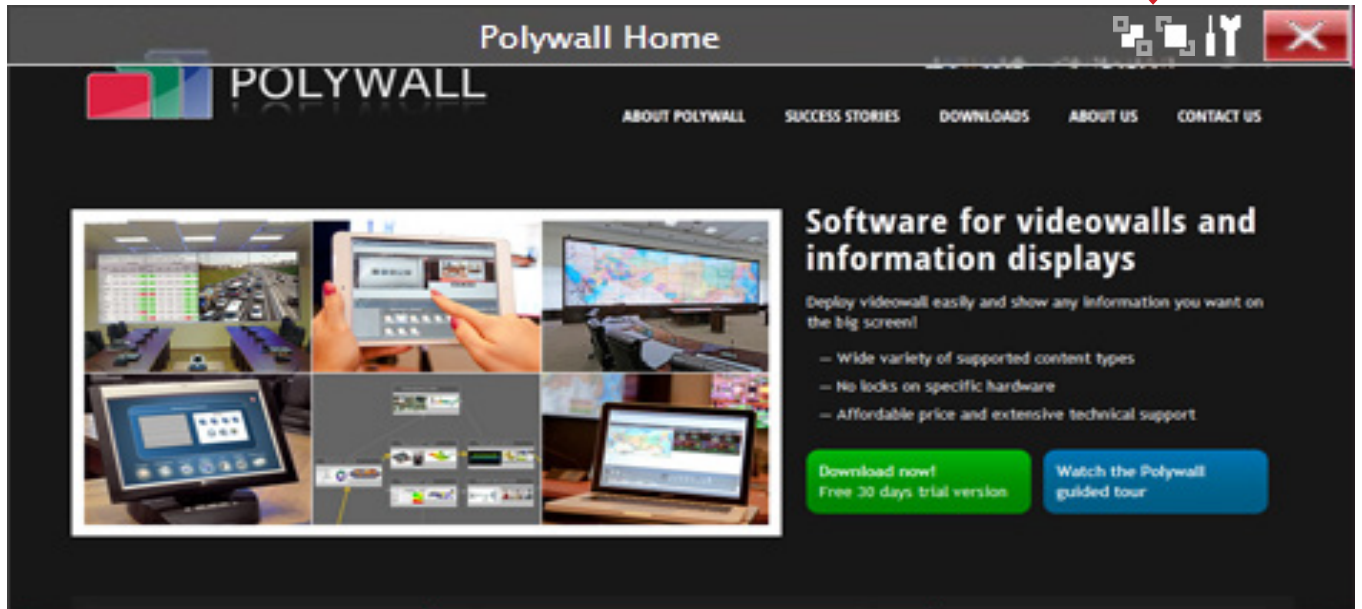 Polywall Home
POLYWALL
ABOUT POLYWALL SUCCESS STORIES DOWNLOADS ABOUT US CONTACT US
Software for videowalls and
information displays
Deploy videowall easily and show any information you want on
the big screen!
— Wide variety of supported content types
— No locks on specific hardware
— Affordable price and extensive technical support
Download now!
Free 30 days trial version
Watch the Polywall
guided tour